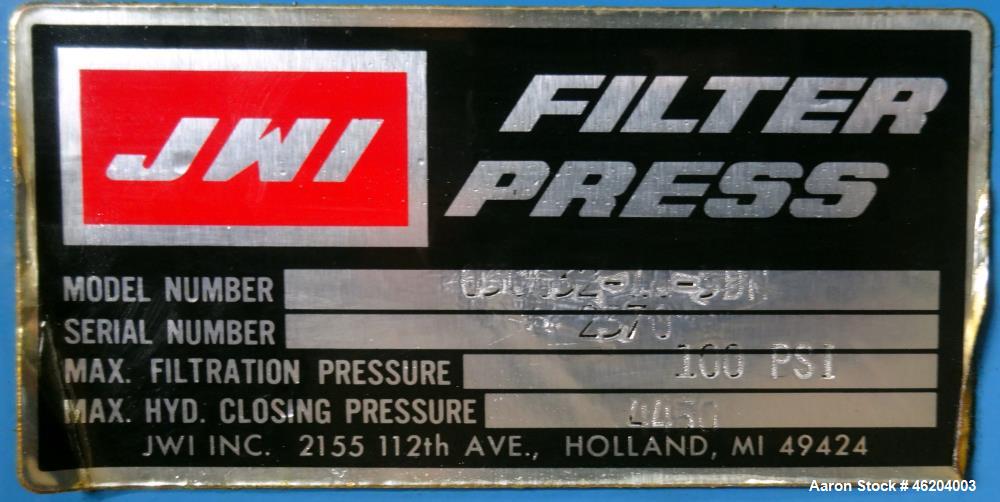 JWI
FILTER
PRESS
MODEL NUMBER
SERIAL NUMBER
MAX. FILTRATION PRESSURE 100 PSI
MAX. HYD. CLOSING PRESSURE 4450
JWI INC. 2155 112th AVE., HOLLAND, MI 49424
Aaron Stock # 46204003